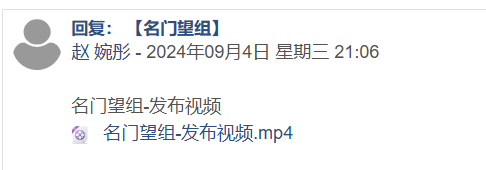 回复： 【名门望组】
赵 婉彤 - 2024年09月4日 星期三 21:06
名门望组-发布视频
名门望组-发布视频.mp4